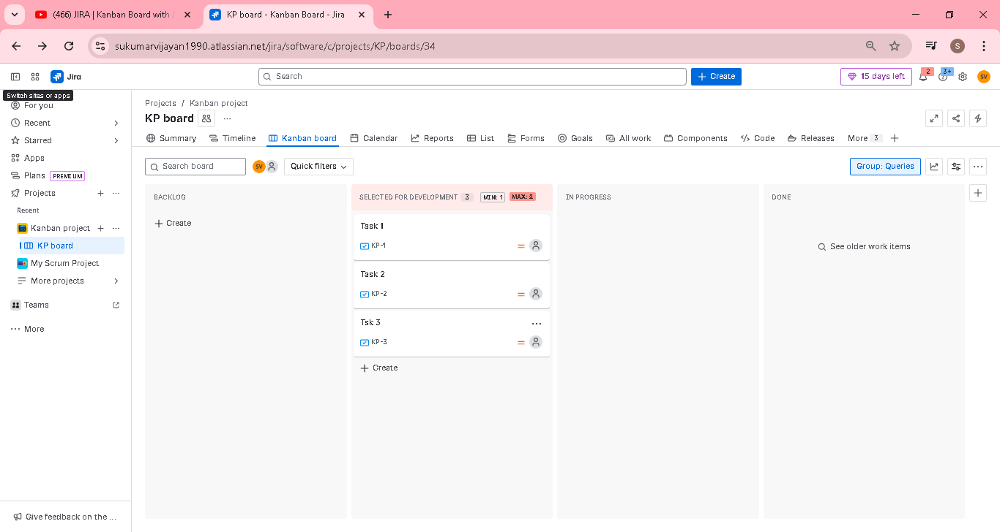 (466) JIRA | Kanban Board with J
KP board - Kanban Board - Jira
sukumarvijayan1990.atlassian.net/jira/software/c/projects/KP/boards/34
S
Jira
Search
Create
15 days left
2
3+
SV
Switch sites or apps
For you
Recent
Starred
Apps
Plans PREMIUM
Projects
Recent
Kanban project
KP board
My Scrum Project
More projects
Teams
More
Give feedback on the ...
Projects / Kanban project
KP board
Summary
Timeline
Kanban board
Calendar
Reports
List
Forms
Goals
All work
Components
Code
Releases
More 3
Search board
SV
Quick filters
Group: Queries
BACKLOG
Create
SELECTED FOR DEVELOPMENT 3 MIN: 1 MAX: 2
Task 1
KP-1
Task 2
KP-2
Tsk 3
KP-3
Create
IN PROGRESS
DONE
See older work items